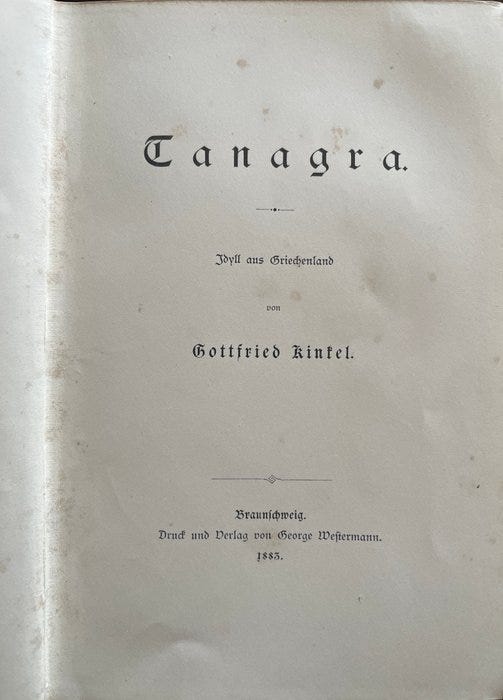 Tanagra.
Idyll aus Griechenland
von
Gottfried Kinkel.
Braunschweig.
Druck und Verlag von George Westermann.
1883.